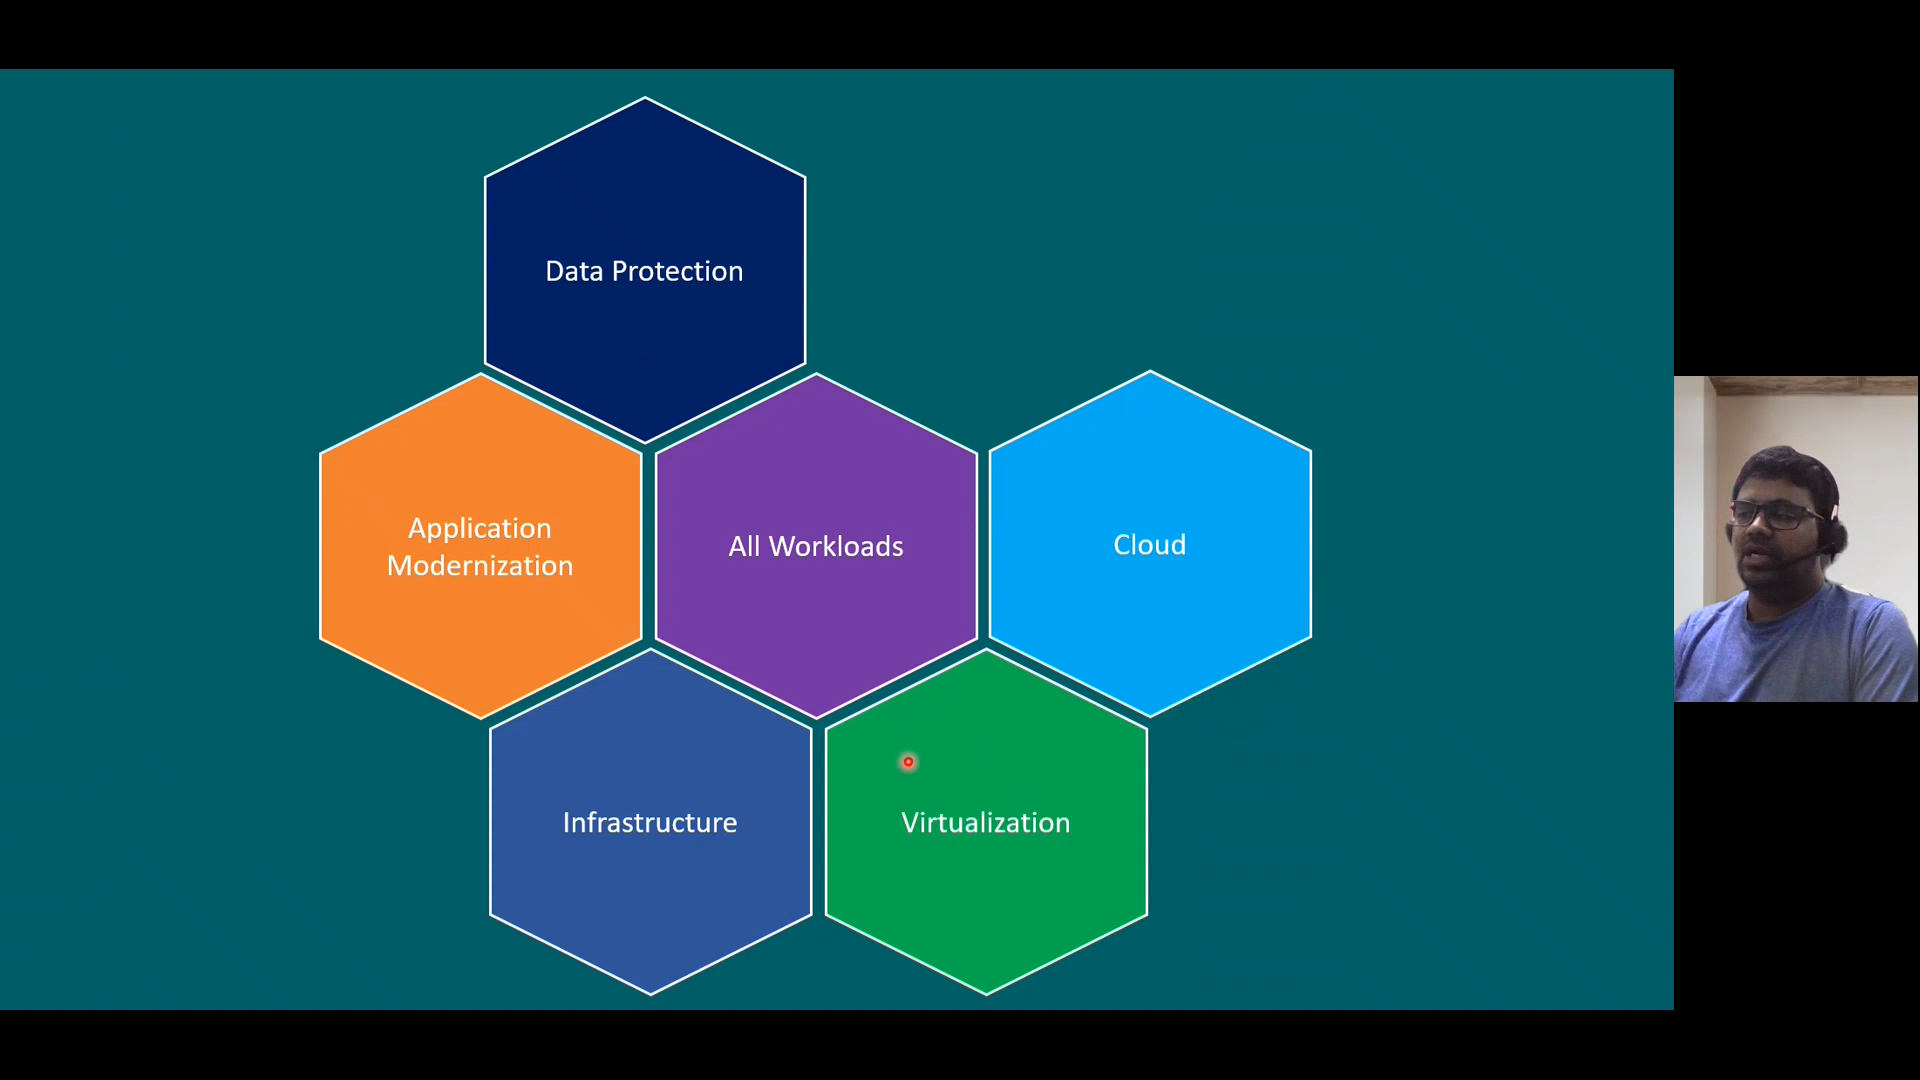 Data Protection
Application
Modernization
All Workloads
Cloud
Infrastructure
Virtualization